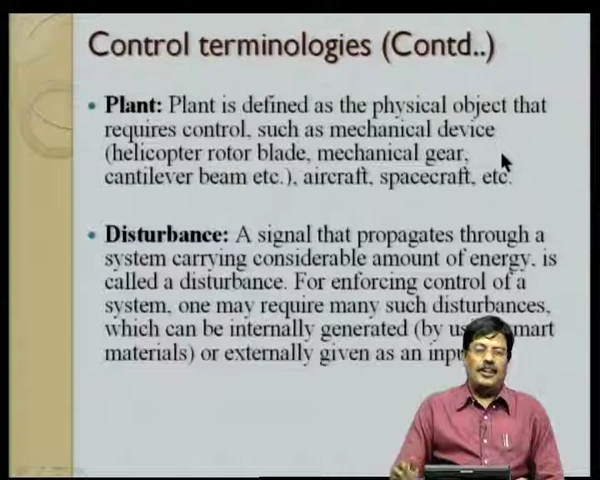 Control terminologies (Contd..)
Plant: Plant is defined as the physical object that
requires control, such as mechanical device
(helicopter rotor blade, mechanical gear,
cantilever beam etc.), aircraft, spacecraft, etc.
Disturbance: A signal that propagates through a
system carrying considerable amount of energy, is
called a disturbance. For enforcing control of a
system, one may require many such disturbances,
which can be internally generated (by
materials) or externally given as an